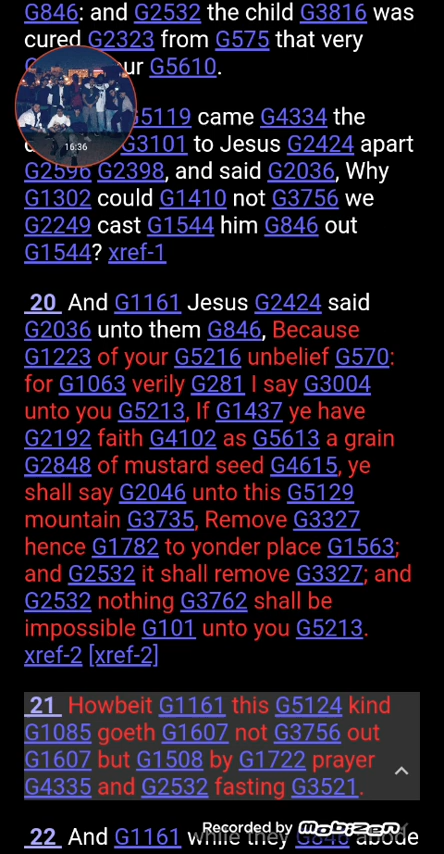 G846: and G2532 the child G3816 was
cured G2323 from G575 that very
ur G5610.
16:36
G5119 came G4334 the
G3101 to Jesus G2424 apart
G2596 G2398, and said G2036, Why
G1302 could G1410 not G3756 we
G2249 cast G1544 him G846 out
G1544? xref-1
20 And G1161 Jesus G2424 said
G2036 unto them G846, Because
G1223 of your G5216 unbelief G570:
for G1063 verily G281 I say G3004
unto you G5213, If G1437 ye have
G2192 faith G4102 as G5613 a grain
G2848 of mustard seed G4615, ye
shall say G2046 unto this G5129
mountain G3735, Remove G3327
hence G1782 to yonder place G1563;
and G2532 it shall remove G3327; and
G2532 nothing G3762 shall be
impossible G101 unto you G5213.
xref-2 [xref-2]
21 Howbeit G1161 this G5124 kind
G1085 goeth G1607 not G3756 out
G1607 but G1508 by G1722 prayer
G4335 and G2532 fasting G3521.
Recorded by Mobizen
22 And G1161 while they G846 abode